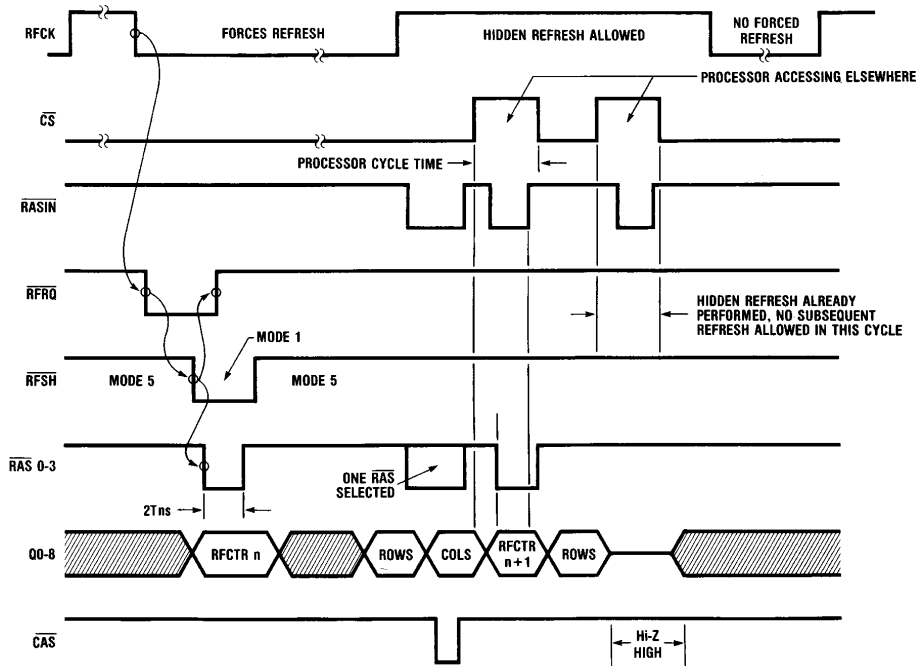 RFCK
FORCES REFRESH
HIDDEN REFRESH ALLOWED
NO FORCED
REFRESH
PROCESSOR ACCESSING ELSEWHERE
CS
PROCESSOR CYCLE TIME
RASIN
RFRQ
HIDDEN REFRESH ALREADY
PERFORMED, NO SUBSEQUENT
REFRESH ALLOWED IN THIS CYCLE
MODE 1
RFSH
MODE 5
MODE 5
RAS 0-3
ONE RAS
SELECTED
2Tns
Q0-8
RFCTR n
ROWS
COLS
RFCTR
n+1
ROWS
CAS
Hi-Z
HIGH